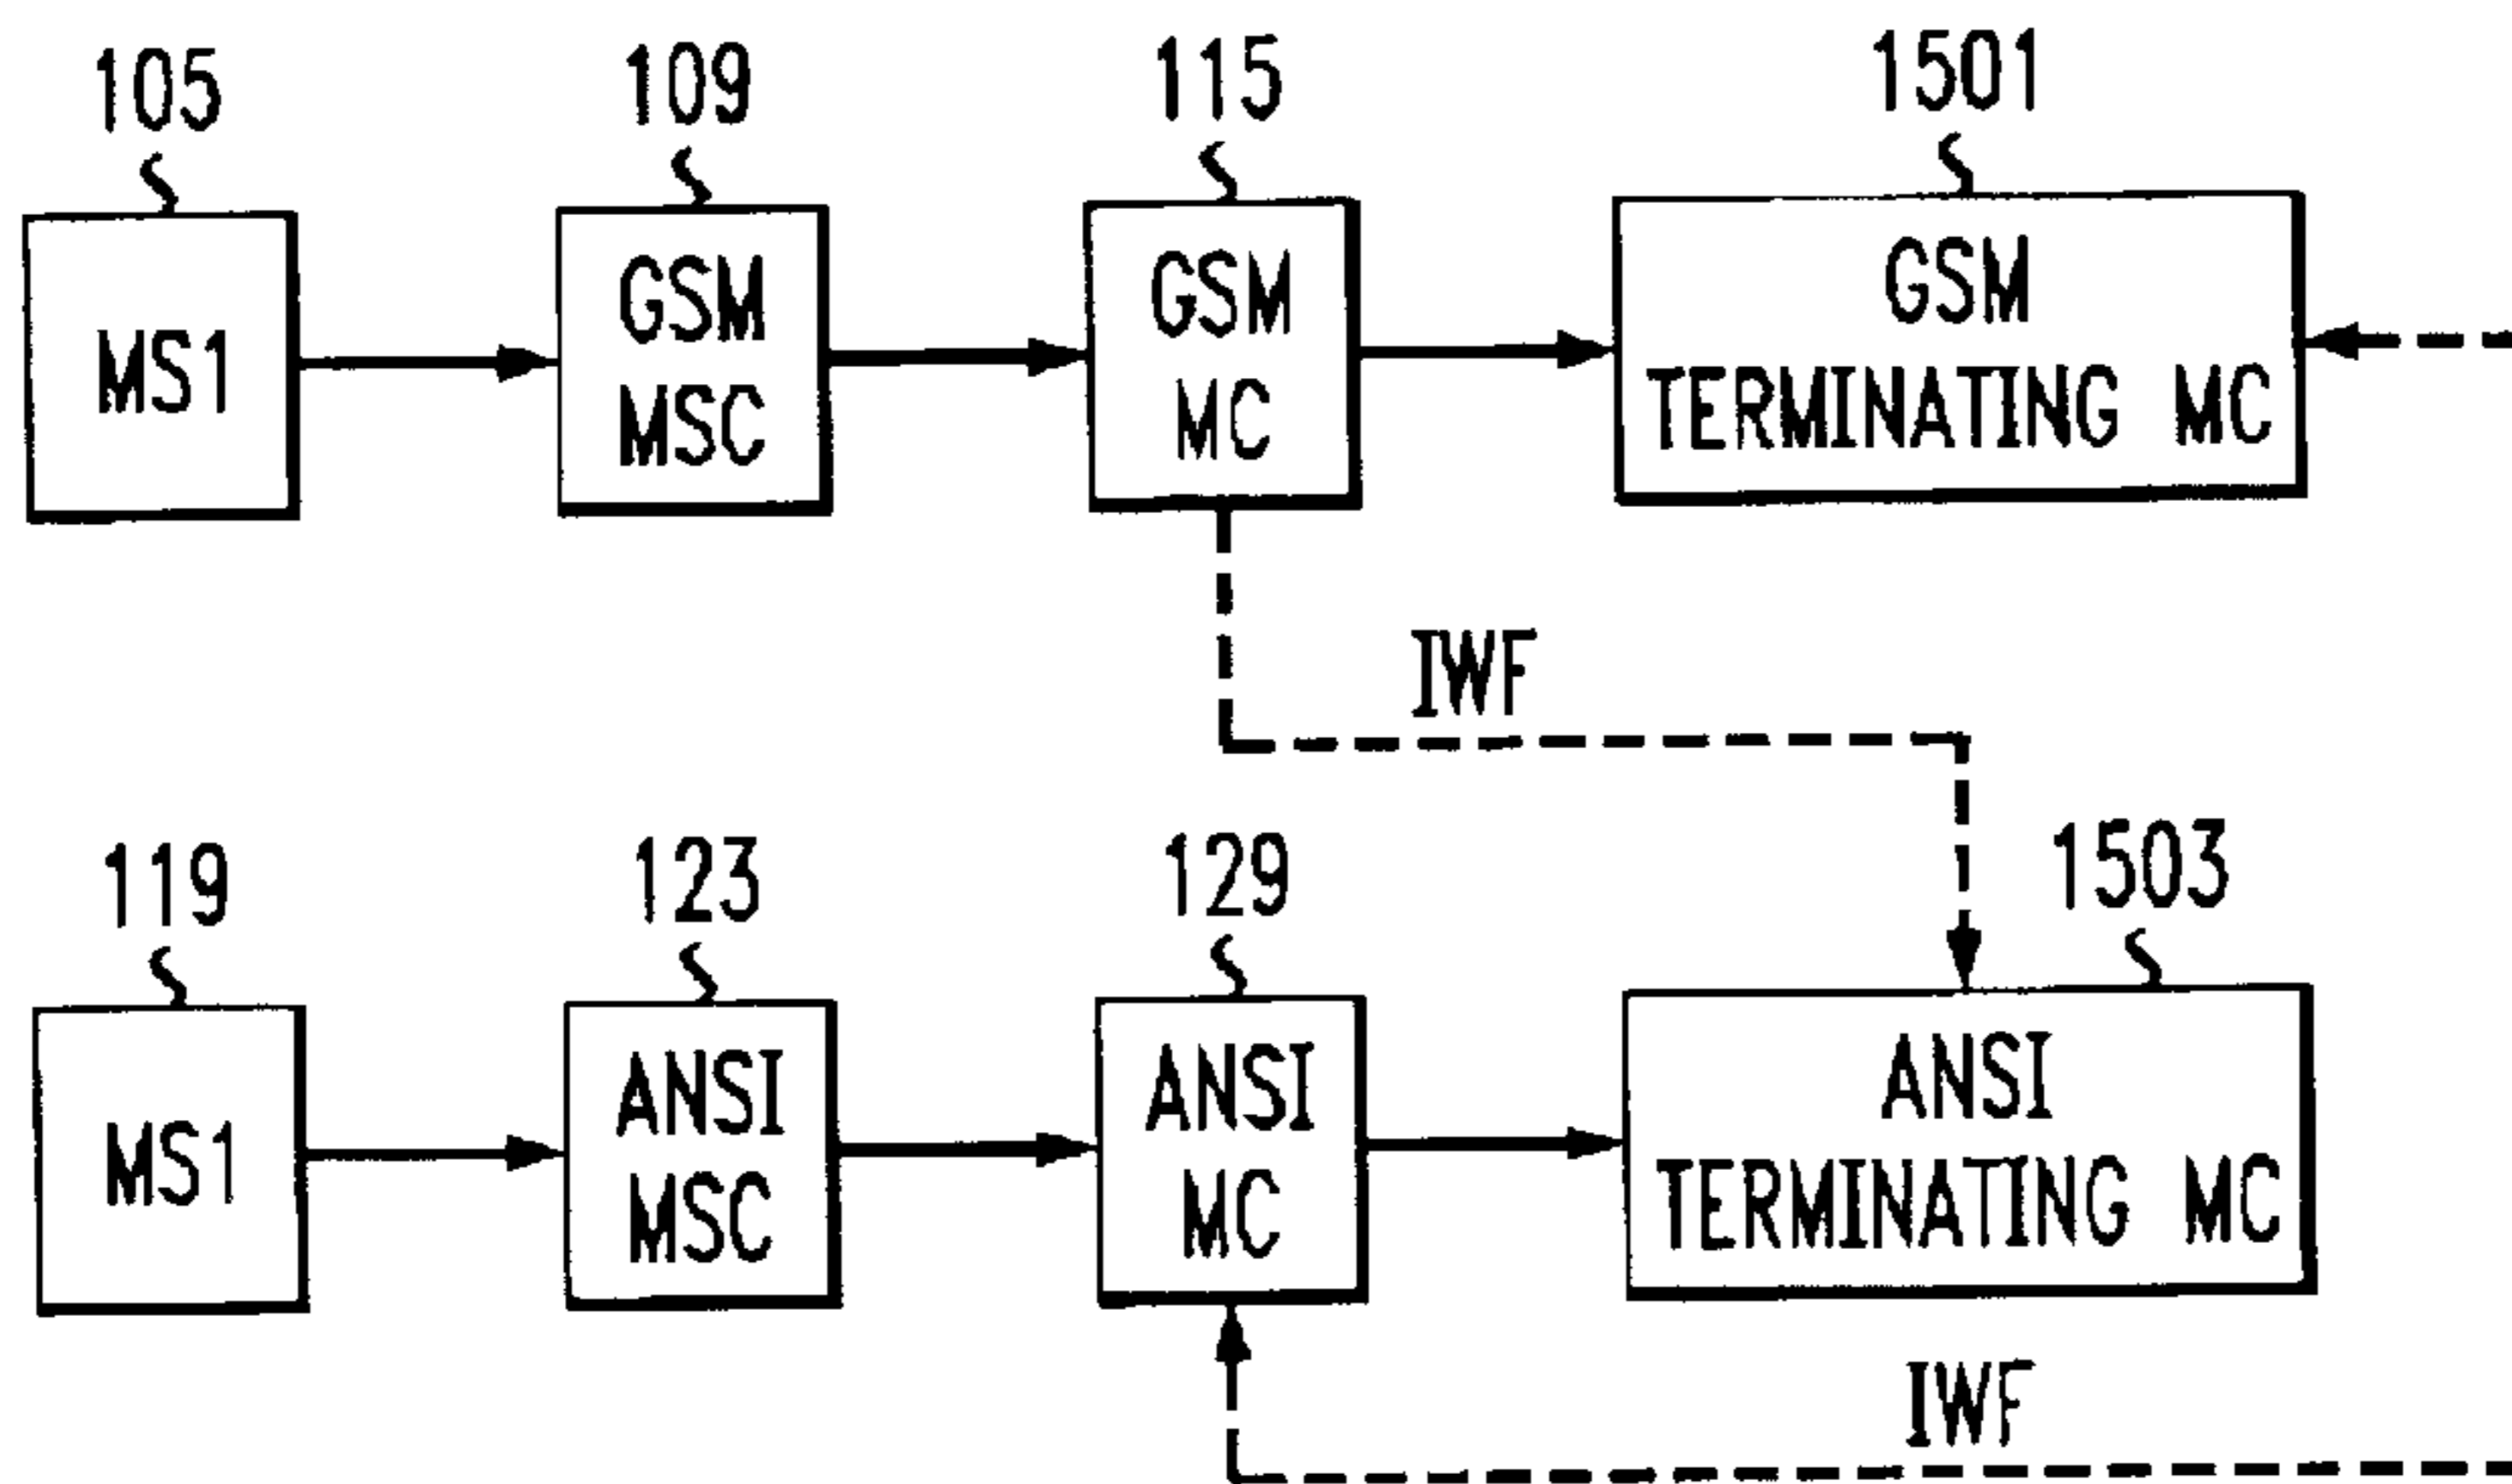 105
109
115
1501
MS1
GSM
MSC
GSM
MC
GSM
TERMINATING MC
IWF
119
123
129
1503
MS1
ANSI
MSC
ANSI
MC
ANSI
TERMINATING MC
IWF